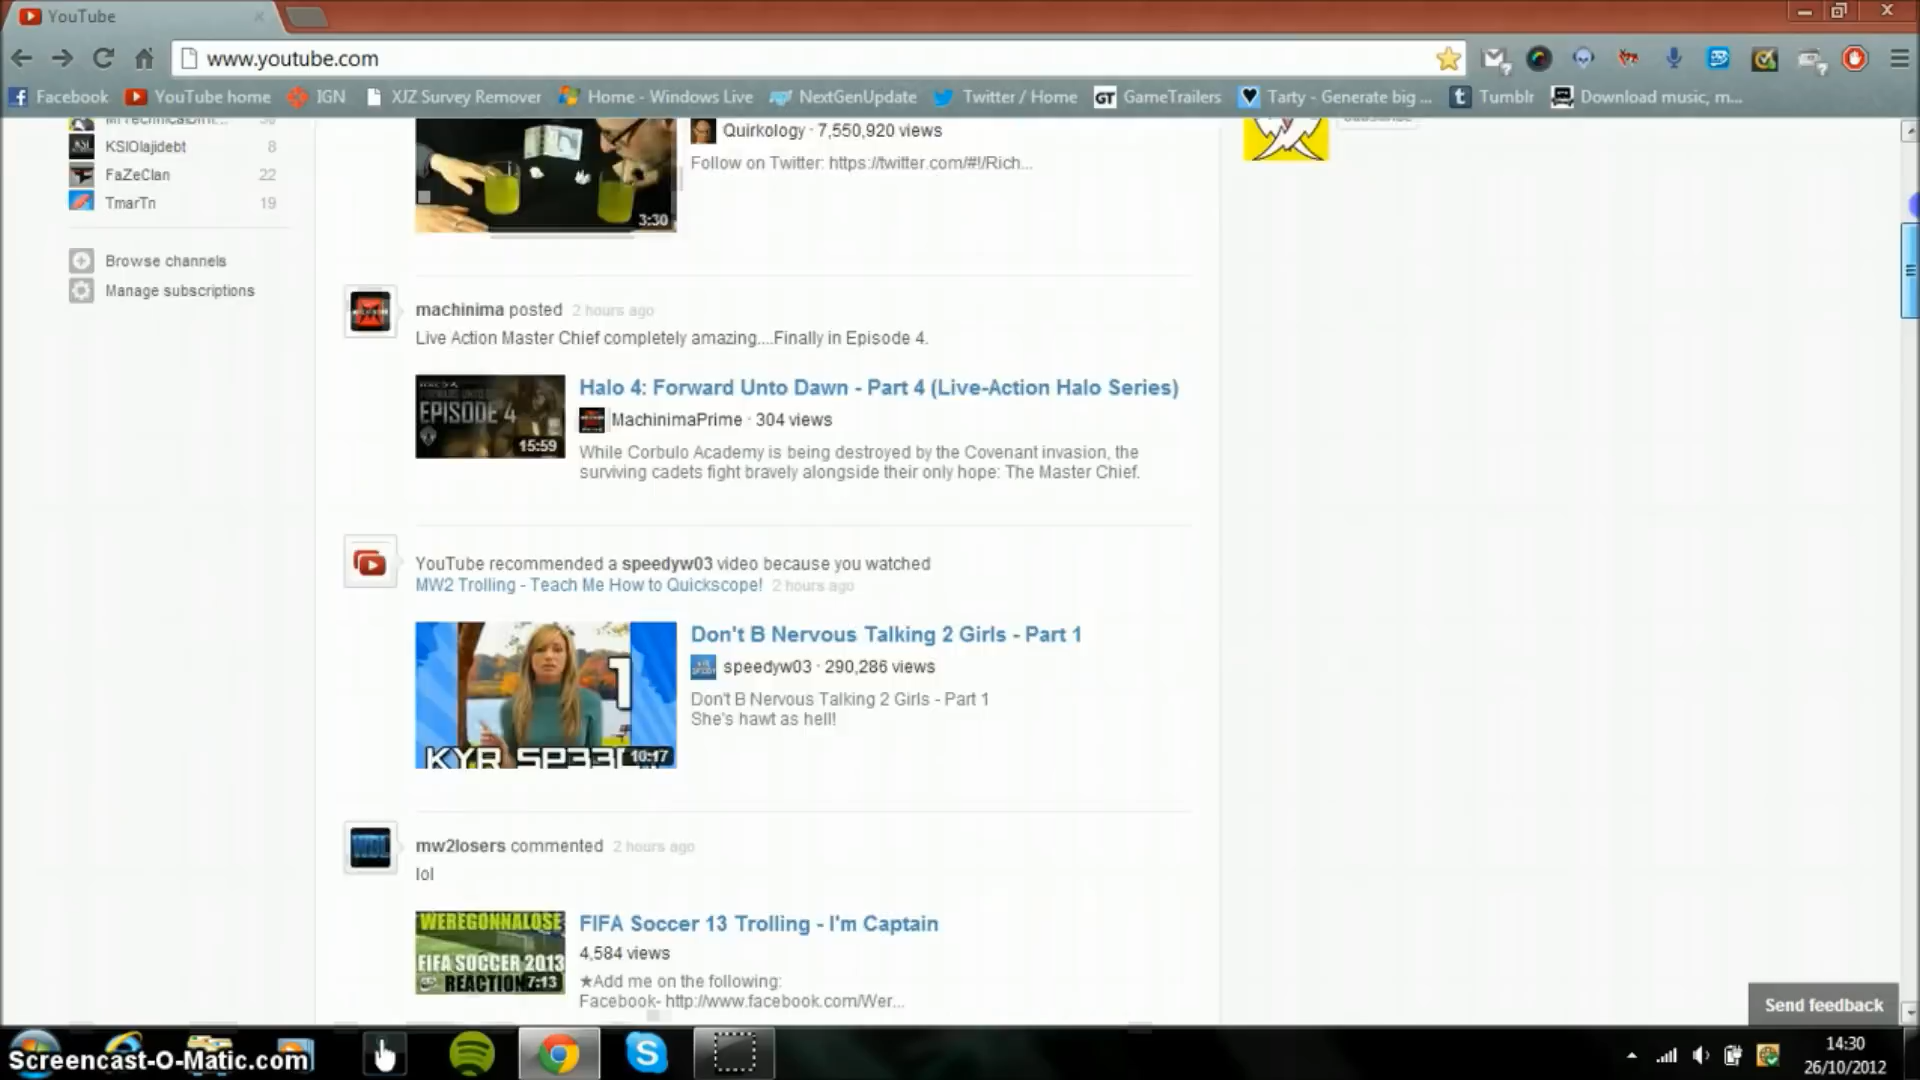 YouTube
www.youtube.com
Facebook YouTube home IGN XJZ Survey Remover Home - Windows Live NextGenUpdate Twitter / Home GT GameTrailers Tarty - Generate big ... Tumblr Download music, m...
KSIOlajidebt 8
FaZeClan 22
TmarTn 19
Browse channels
Manage subscriptions
Quirkology · 7,550,920 views
Follow on Twitter: https://twitter.com/#!/Rich...
3:30
machinima posted 2 hours ago
Live Action Master Chief completely amazing....Finally in Episode 4.
EPISODE 4
15:59
Halo 4: Forward Unto Dawn - Part 4 (Live-Action Halo Series)
MachinimaPrime · 304 views
While Corbulo Academy is being destroyed by the Covenant invasion, the
surviving cadets fight bravely alongside their only hope: The Master Chief.
YouTube recommended a speedyw03 video because you watched
MW2 Trolling - Teach Me How to Quickscope! 2 hours ago
1
KYR SP33
10:17
Don't B Nervous Talking 2 Girls - Part 1
speedyw03 · 290,286 views
Don't B Nervous Talking 2 Girls - Part 1
She's hawt as hell!
mw2losers commented 2 hours ago
lol
WEREGONNALOSE
FIFA SOCCER 2013
REACTION
7:13
FIFA Soccer 13 Trolling - I'm Captain
4,584 views
★Add me on the following:
Facebook- http://www.facebook.com/Wer...
Send feedback
Screencast-O-Matic.com
14:30
26/10/2012